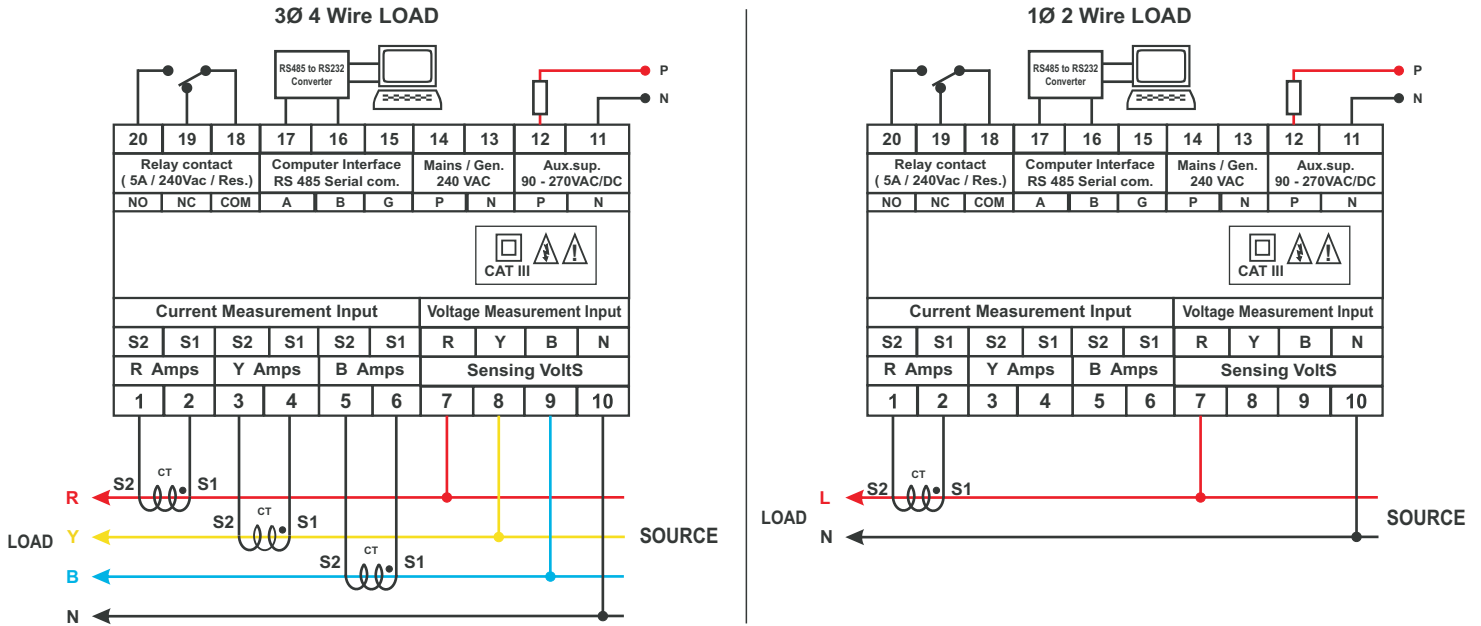 3Ø 4 Wire LOAD
RS485 to RS232
Converter
P
N
20 19 18 17 16 15 14 13 12 11
Relay contact
( 5A / 240Vac / Res.)
Computer Interface
RS 485 Serial com.
Mains / Gen.
240 VAC
Aux.sup.
90 - 270VAC/DC
NO NC COM A B G P N P N
CAT III
Current Measurement Input Voltage Measurement Input
S2 S1 S2 S1 S2 S1 R Y B N
R Amps Y Amps B Amps Sensing VoltS
1 2 3 4 5 6 7 8 9 10
S2 CT S1
R
S2 CT S1
LOAD Y SOURCE
S2 CT S1
B
N
1Ø 2 Wire LOAD
RS485 to RS232
Converter
P
N
20 19 18 17 16 15 14 13 12 11
Relay contact
( 5A / 240Vac / Res.)
Computer Interface
RS 485 Serial com.
Mains / Gen.
240 VAC
Aux.sup.
90 - 270VAC/DC
NO NC COM A B G P N P N
CAT III
Current Measurement Input Voltage Measurement Input
S2 S1 S2 S1 S2 S1 R Y B N
R Amps Y Amps B Amps Sensing VoltS
1 2 3 4 5 6 7 8 9 10
S2 CT S1
L
LOAD SOURCE
N